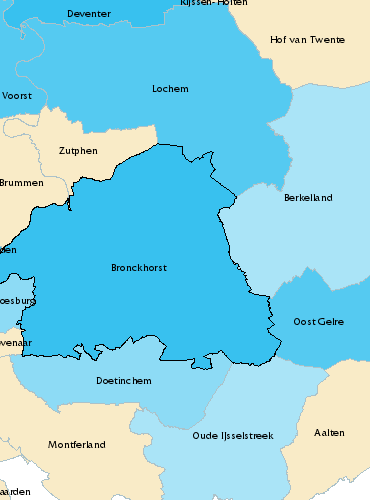 Rijssen-Holten
Deventer
Hof van Twente
Lochem
Voorst
Zutphen
Brummen
Berkelland
Bronckhorst
oesburg
Oost Gelre
venaar
Doetinchem
Oude IJsselstreek
Aalten
Montferland
aarden